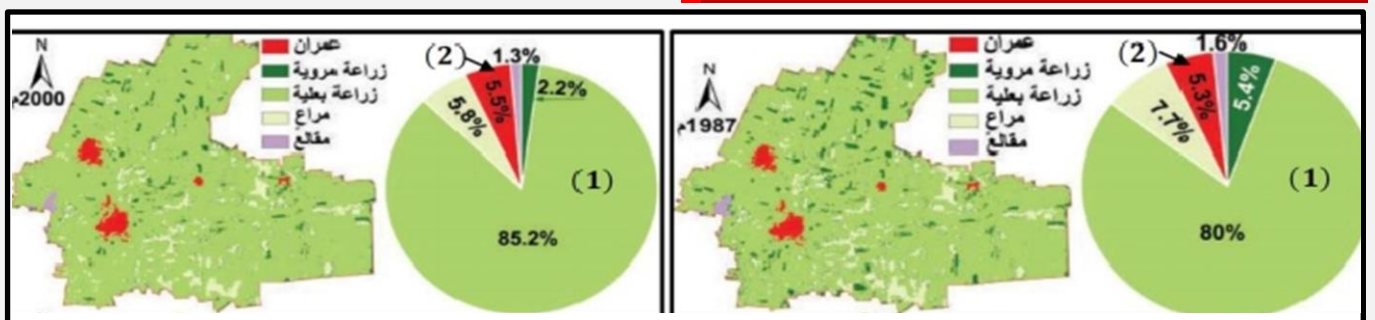 N
2000م
عمران
زراعة مروية
زراعة بعلية
مراع
مقالع
(2)
1.3%
2.2%
5.5%
5.8%
(1)
85.2%
N
1987م
عمران
زراعة مروية
زراعة بعلية
مراع
مقالع
(2)
1.6%
5.4%
5.3%
7.7%
(1)
80%